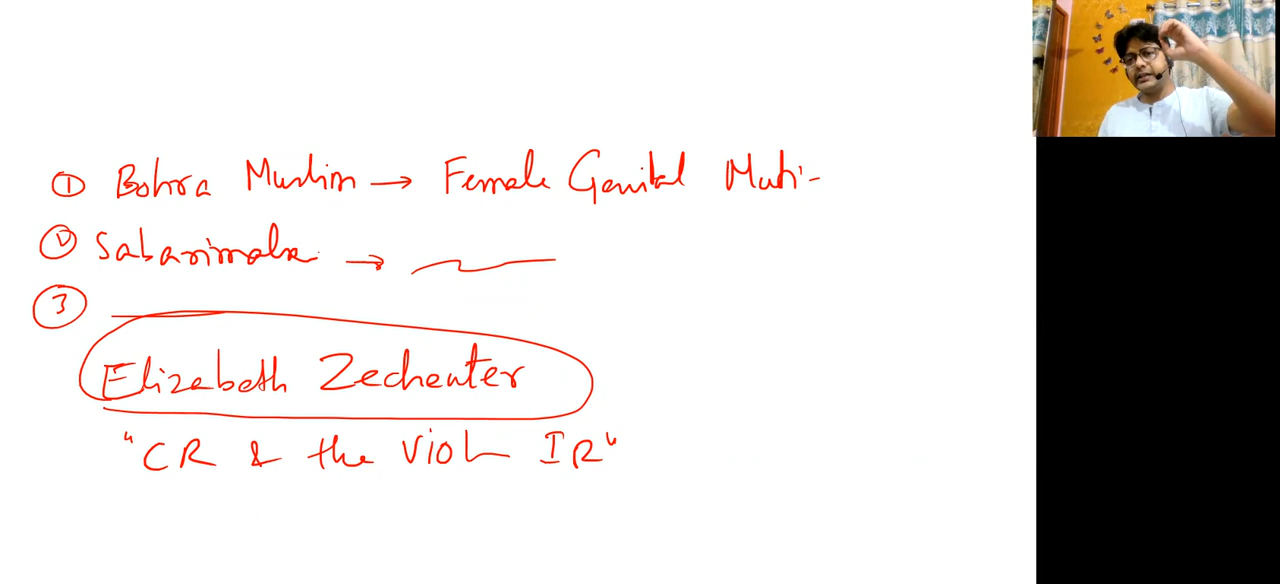 ① Bohra Muslim → Female Genital Muti-
② Sabarimala →
③
Elizabeth Zechenter
"CR & the Viol IR"